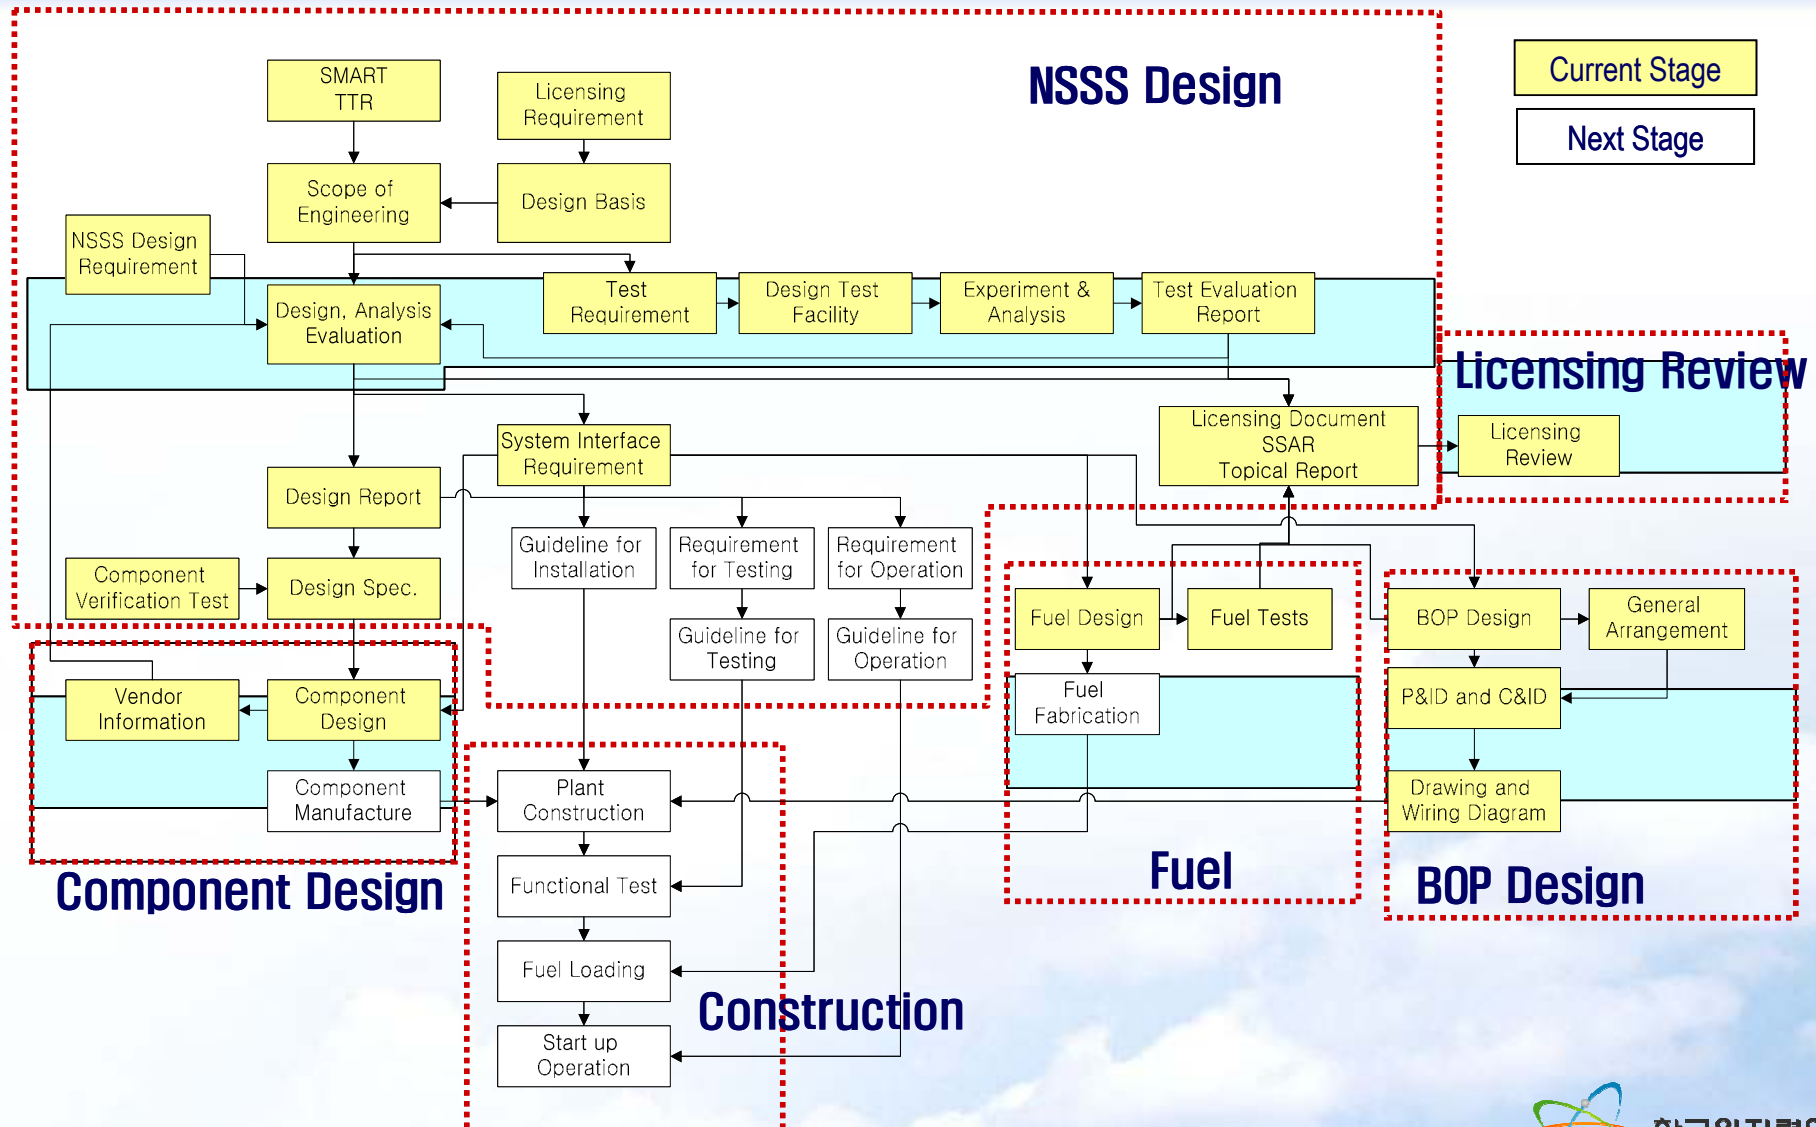 NSSS Design
Current Stage
Next Stage
SMART
TTR
Licensing
Requirement
Scope of
Engineering
Design Basis
NSSS Design
Requirement
Design, Analysis
Evaluation
Test
Requirement
Design Test
Facility
Experiment &
Analysis
Test Evaluation
Report
Licensing Review
Licensing Document
SSAR
Topical Report
Licensing
Review
System Interface
Requirement
Design Report
Guideline for
Installation
Requirement
for Testing
Requirement
for Operation
Component
Verification Test
Design Spec.
Guideline for
Testing
Guideline for
Operation
Fuel Design
Fuel Tests
BOP Design
General
Arrangement
Vendor
Information
Component
Design
Fuel
Fabrication
P&ID and C&ID
Component
Manufacture
Plant
Construction
Drawing and
Wiring Diagram
Component Design
Functional Test
Fuel
BOP Design
Fuel Loading
Construction
Start up
Operation